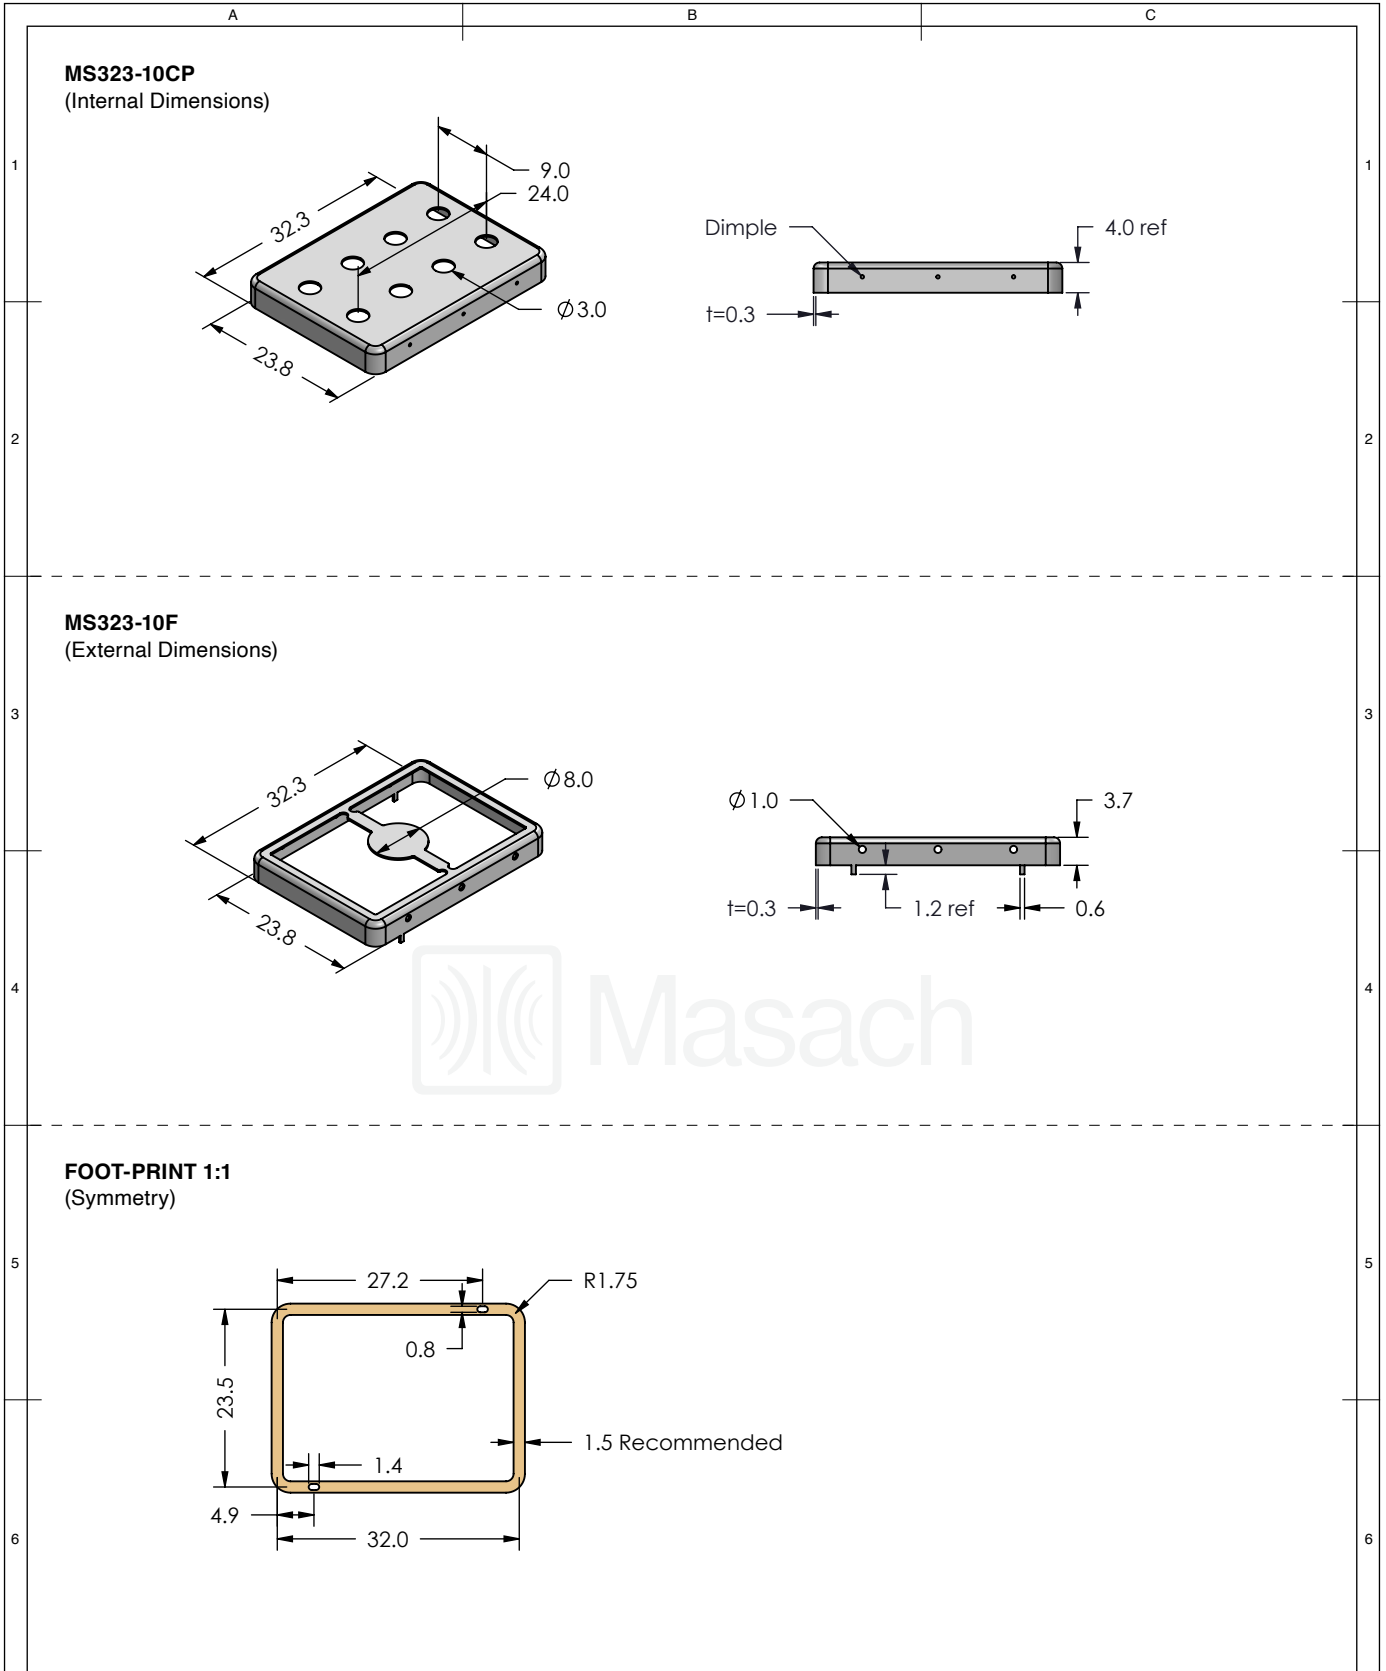 A B C
MS323-10CP
(Internal Dimensions)
1 1
9.0
24.0
32.3
Dimple
4.0 ref
Ø3.0
t=0.3
23.8
2 2
MS323-10F
(External Dimensions)
3 3
32.3
Ø8.0
Ø1.0
3.7
t=0.3
1.2 ref
0.6
23.8
Masach
4 4
FOOT-PRINT 1:1
(Symmetry)
5 5
27.2
R1.75
0.8
23.5
1.5 Recommended
1.4
4.9
32.0
6 6